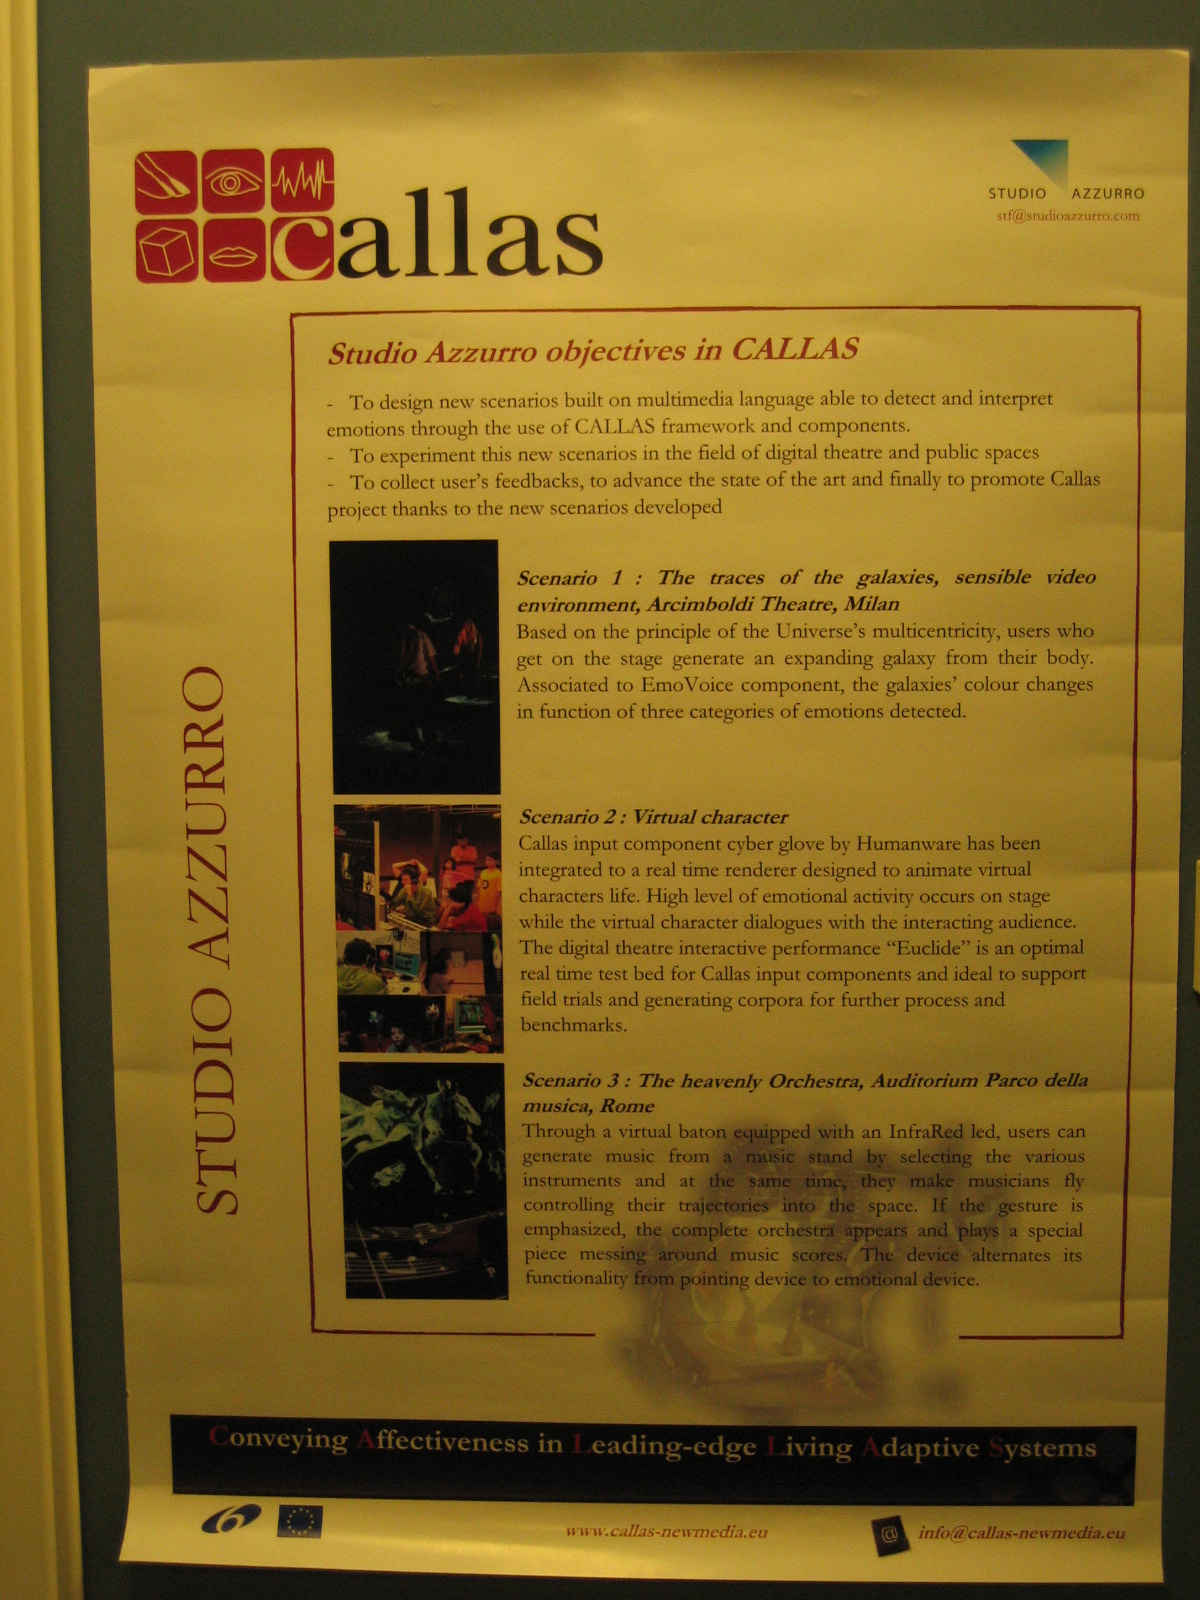 callas
STUDIO AZZURRO
stf@studioazzurro.com
Studio Azzurro objectives in CALLAS
- To design new scenarios built on multimedia language able to detect and interpret
emotions through the use of CALLAS framework and components.
- To experiment this new scenarios in the field of digital theatre and public spaces
- To collect user's feedbacks, to advance the state of the art and finally to promote Callas
project thanks to the new scenarios developed
Scenario 1 : The traces of the galaxies, sensible video
environment, Arcimboldi Theatre, Milan
Based on the principle of the Universe's multicentricity, users who
get on the stage generate an expanding galaxy from their body.
Associated to EmoVoice component, the galaxies' colour changes
in function of three categories of emotions detected.
STUDIO AZZURRO
Scenario 2 : Virtual character
Callas input component cyber glove by Humanware has been
integrated to a real time renderer designed to animate virtual
characters life. High level of emotional activity occurs on stage
while the virtual character dialogues with the interacting audience.
The digital theatre interactive performance “Euclide” is an optimal
real time test bed for Callas input components and ideal to support
field trials and generating corpora for further process and
benchmarks.
Scenario 3 : The heavenly Orchestra, Auditorium Parco della
musica, Rome
Through a virtual baton equipped with an InfraRed led, users can
generate music from a music stand by selecting the various
instruments and at the same time, they make musicians fly
controlling their trajectories into the space. If the gesture is
emphasized, the complete orchestra appears and plays a special
piece messing around music scores. The device alternates its
functionality from pointing device to emotional device.
Conveying Affectiveness in Leading-edge Living Adaptive Systems
6
www.callas-newmedia.eu
@ info@callas-newmedia.eu